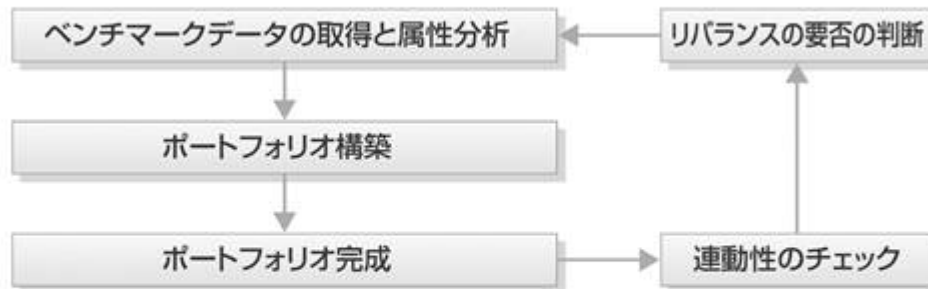 ベンチマークデータの取得と属性分析
リバランスの要否の判断
ポートフォリオ構築
ポートフォリオ完成
連動性のチェック